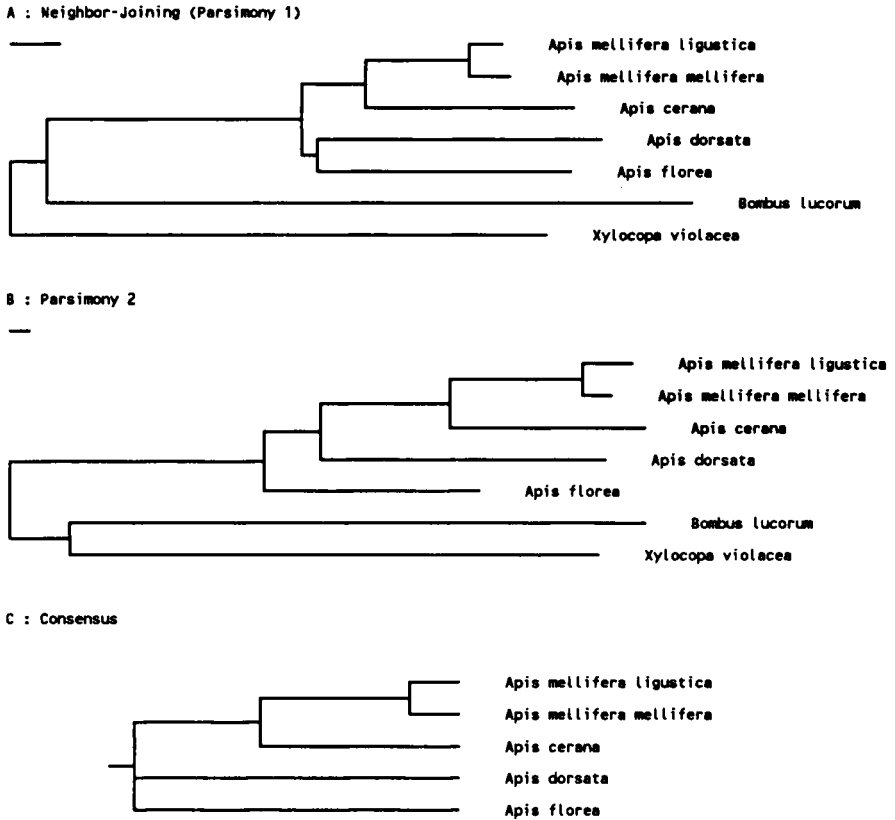 A : Neighbor-Joining (Parsimony 1)
Apis mellifera ligustica
Apis mellifera mellifera
Apis cerana
Apis dorsata
Apis florea
Bombus lucorum
Xylocopa violacea
B : Parsimony 2
Apis mellifera ligustica
Apis mellifera mellifera
Apis cerana
Apis dorsata
Apis florea
Bombus lucorum
Xylocopa violacea
C : Consensus
Apis mellifera ligustica
Apis mellifera mellifera
Apis cerana
Apis dorsata
Apis florea